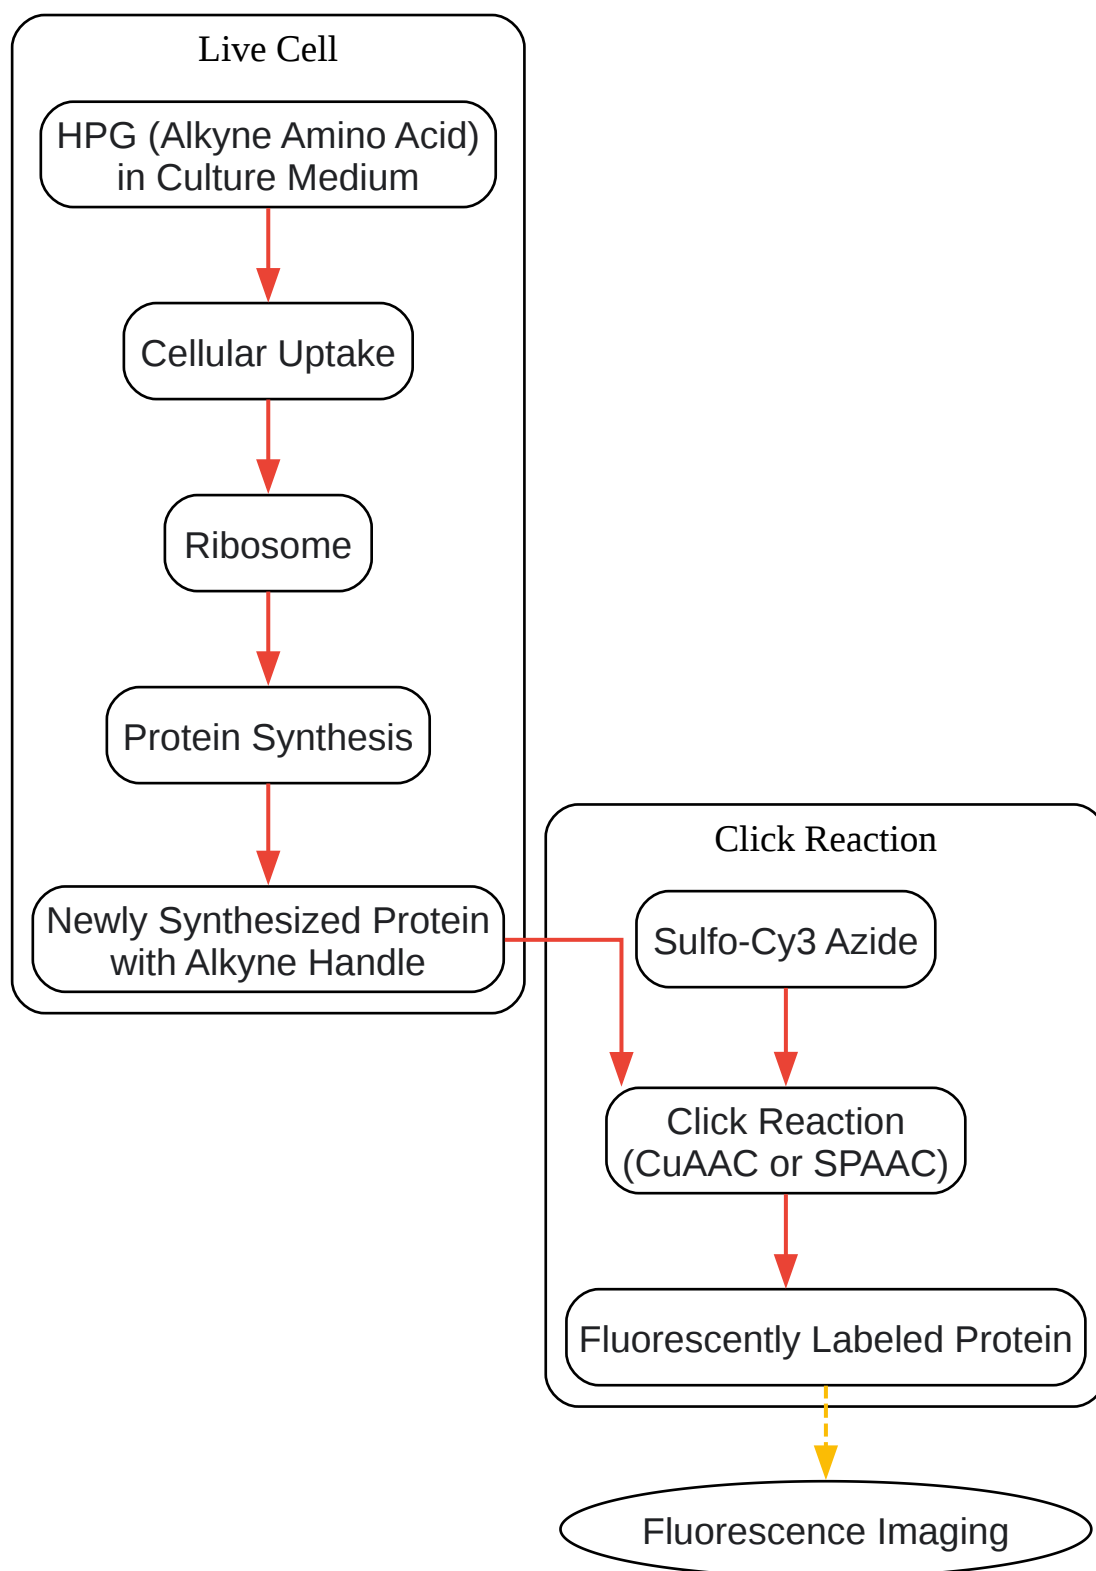 Live Cell
HPG (Alkyne Amino Acid)
in Culture Medium
Cellular Uptake
Ribosome
Protein Synthesis
Newly Synthesized Protein
with Alkyne Handle
Click Reaction
Sulfo-Cy3 Azide
Click Reaction
(CuAAC or SPAAC)
Fluorescently Labeled Protein
Fluorescence Imaging